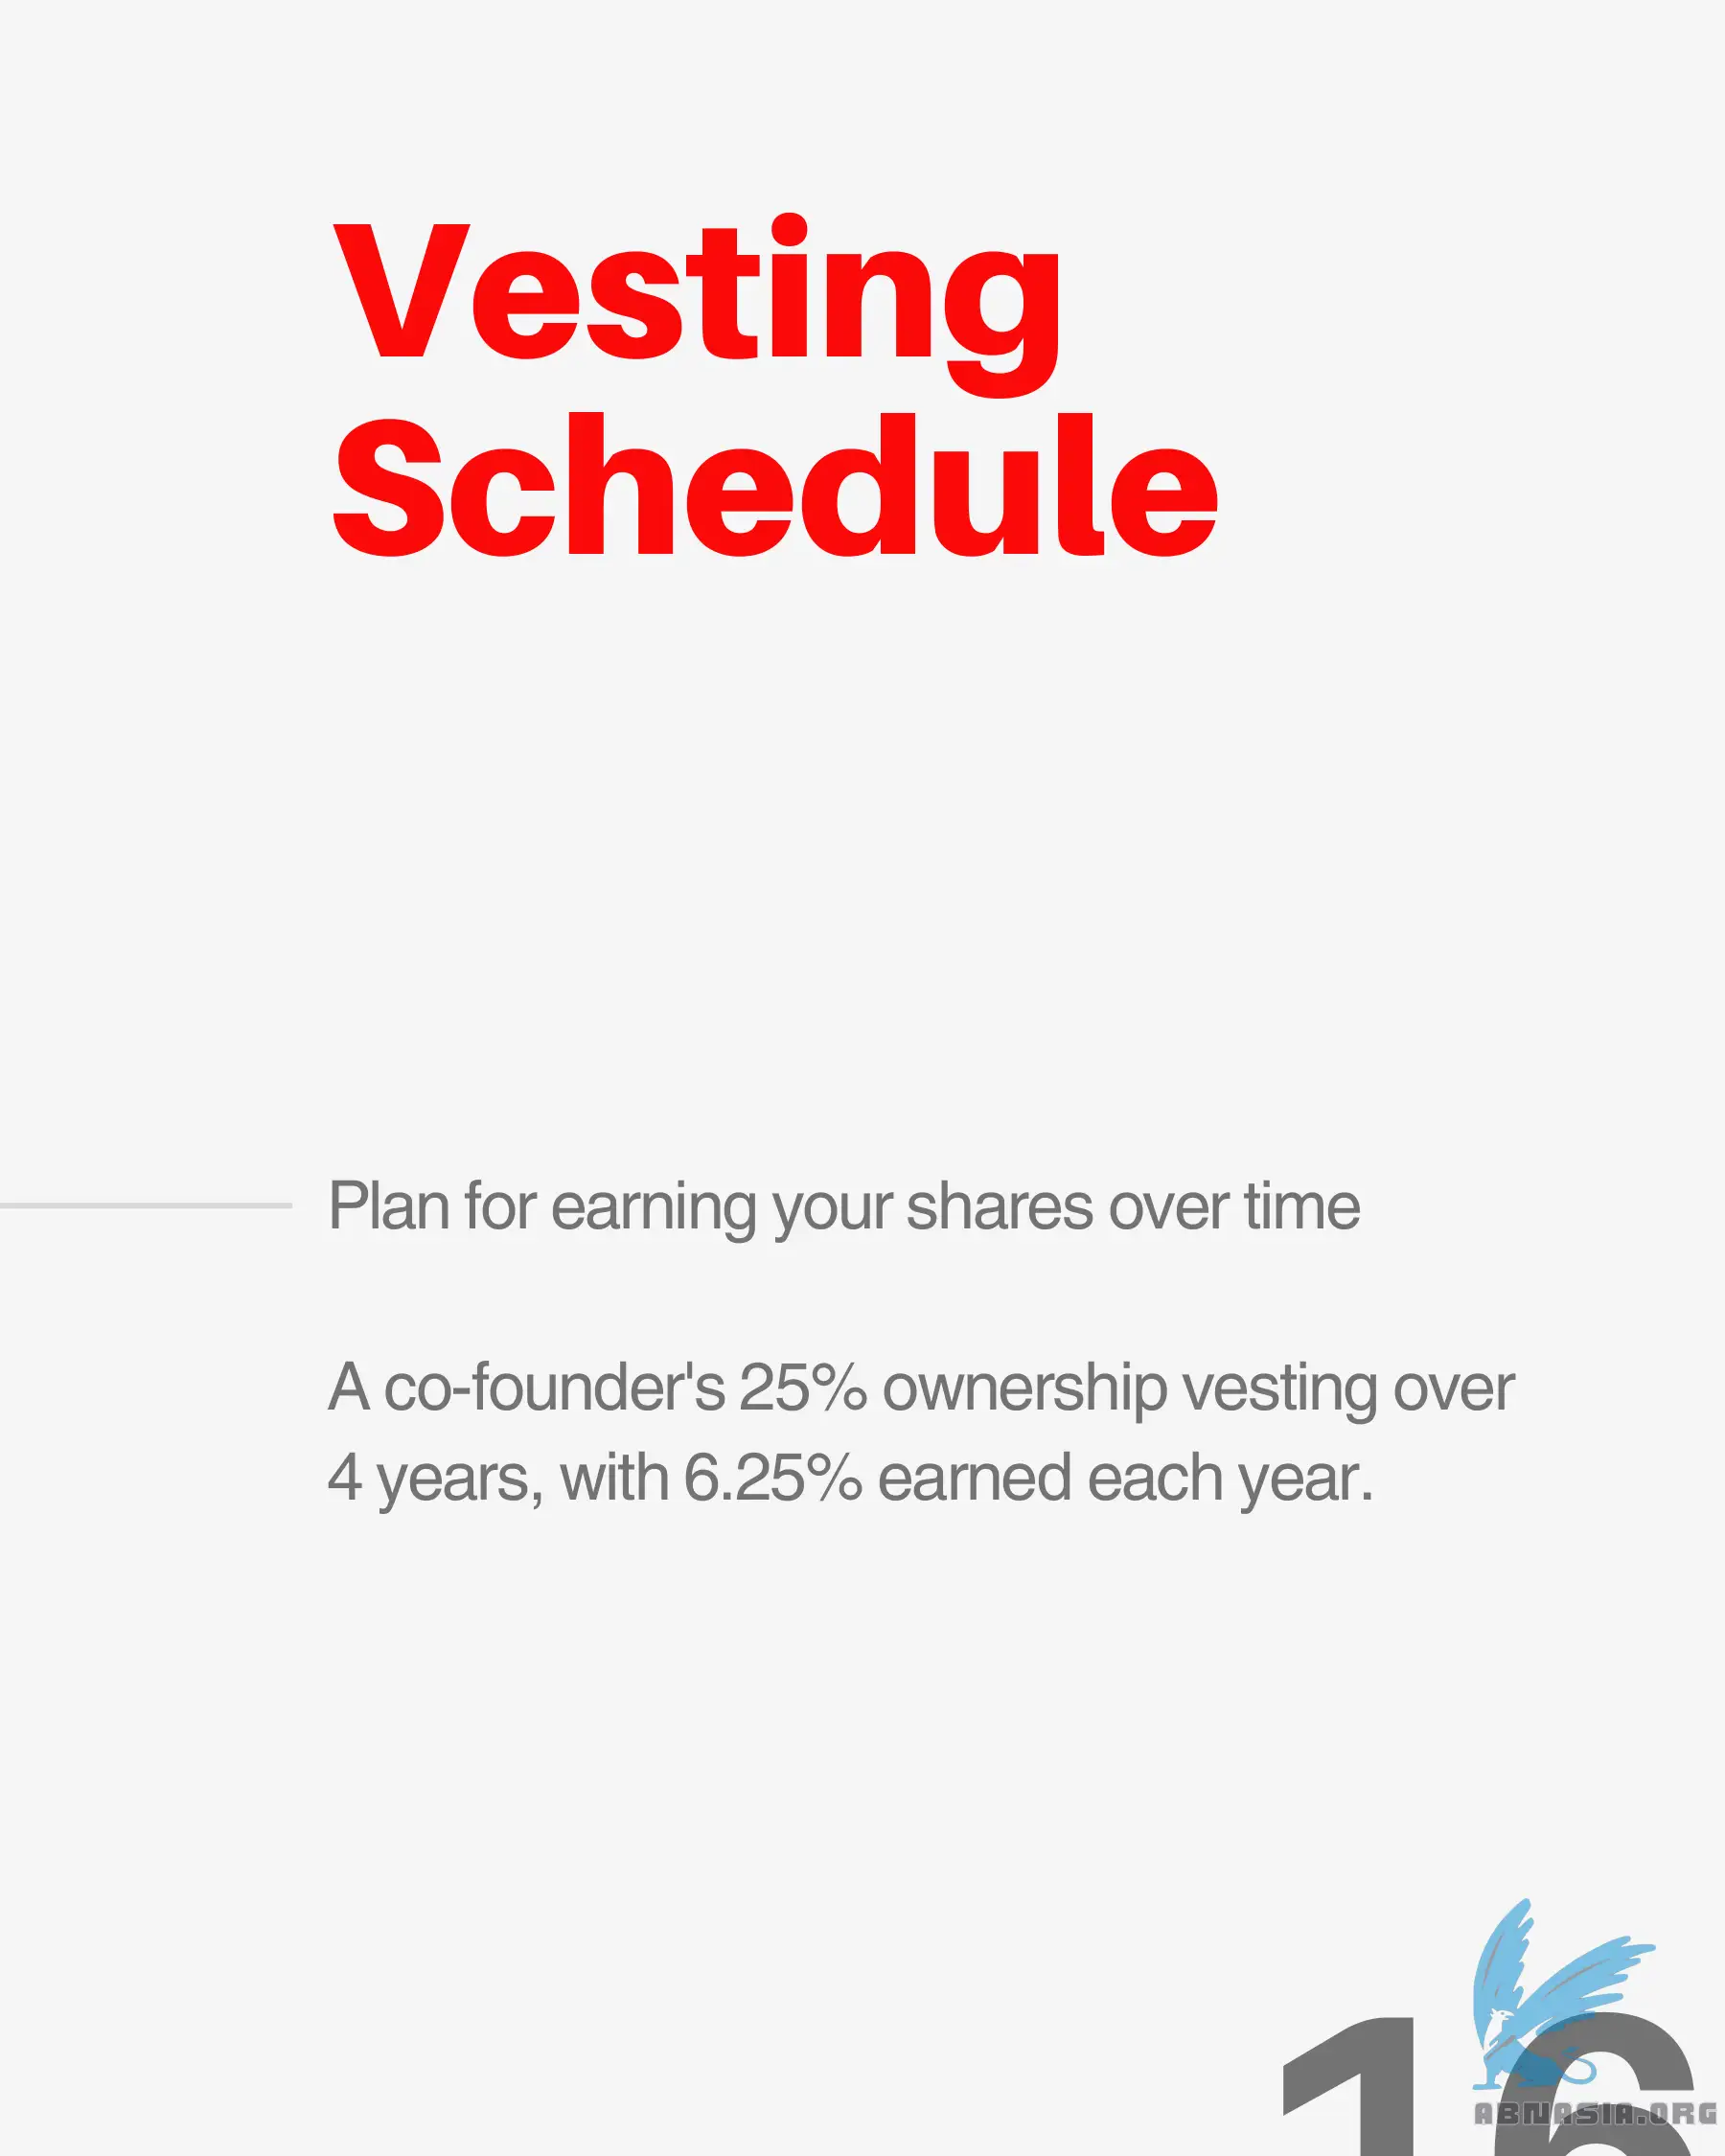 Vesting
Schedule
Plan for earning your shares over time
A co-founder's 25% ownership vesting over
4 years, with 6.25% earned each year.
16
ABNASIA.ORG